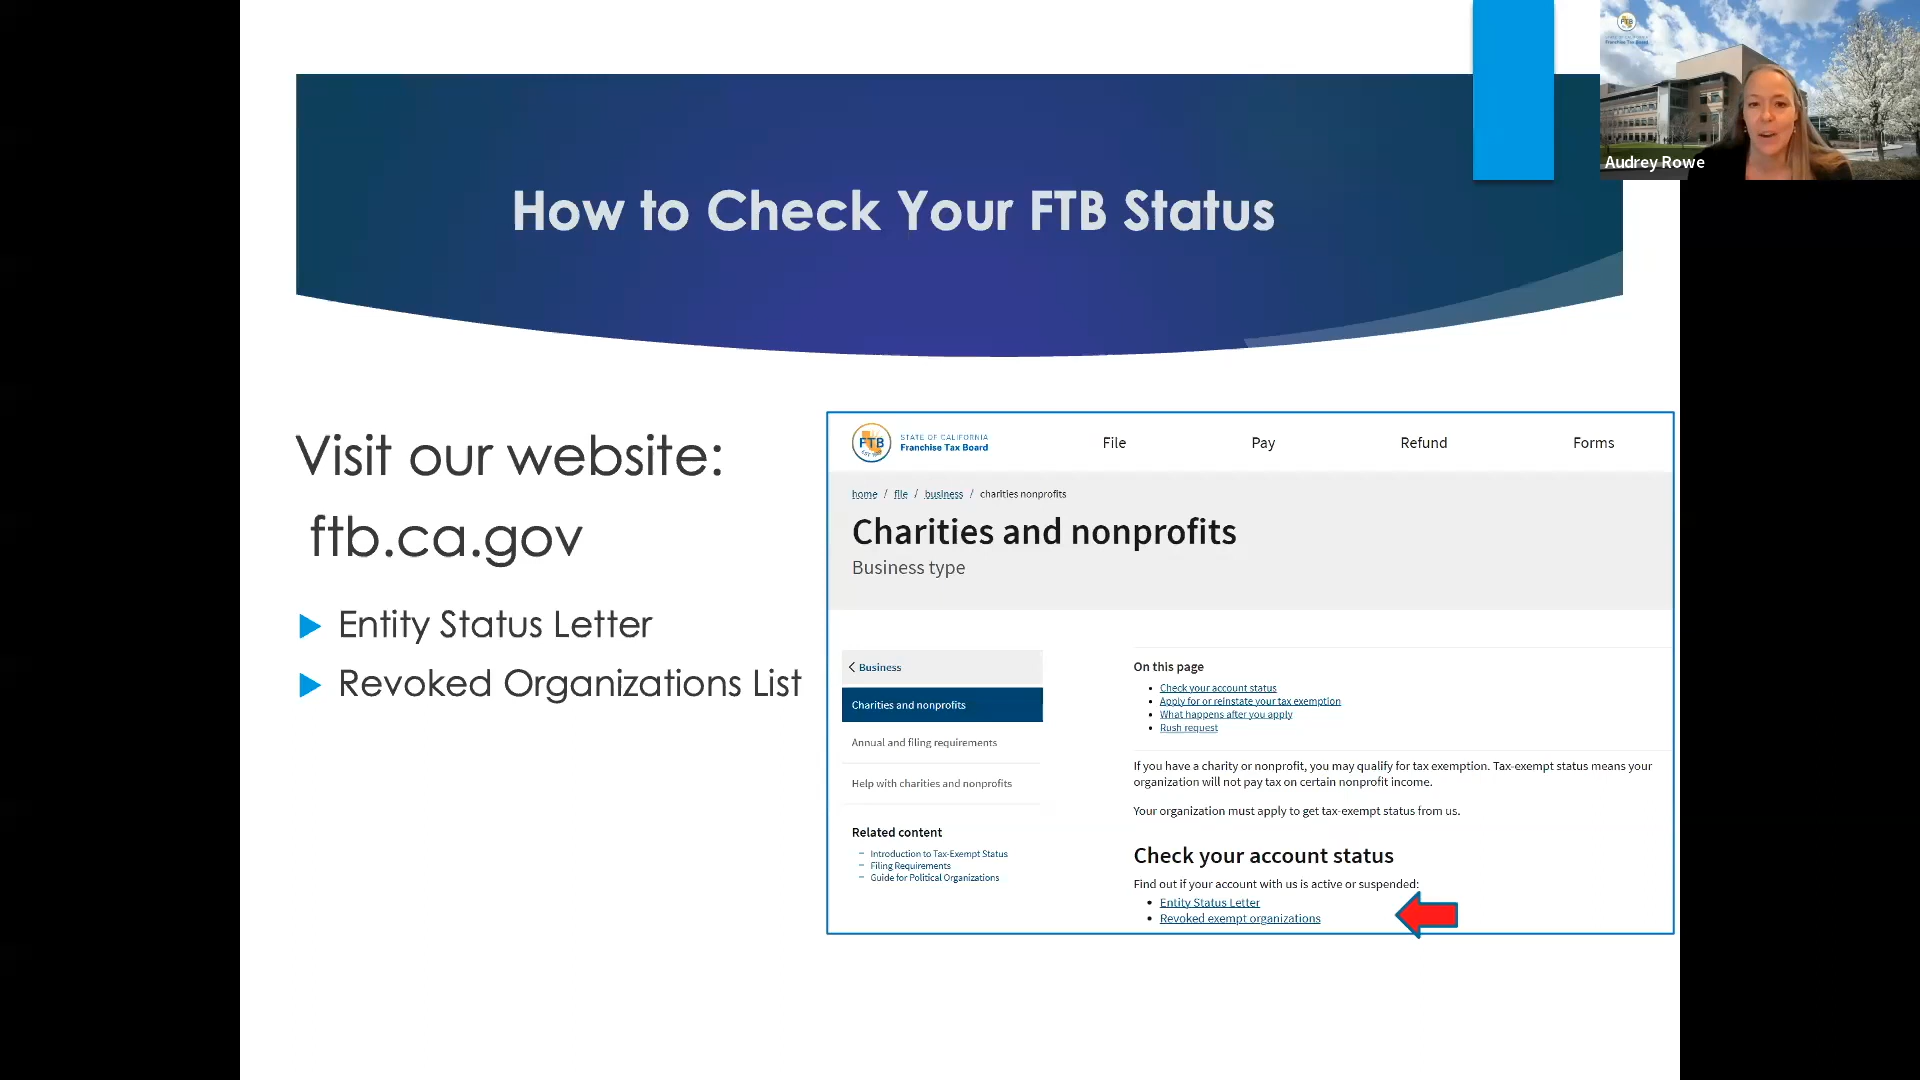 How to Check Your FTB Status
Audrey Rowe
Visit our website:
ftb.ca.gov
Entity Status Letter
Revoked Organizations List
FTB
STATE OF CALIFORNIA
Franchise Tax Board
File
Pay
Refund
Forms
home / file / business / charities nonprofits
Charities and nonprofits
Business type
Business
Charities and nonprofits
Annual and filing requirements
Help with charities and nonprofits
Related content
Introduction to Tax-Exempt Status
Filing Requirements
Guide for Political Organizations
On this page
Check your account status
Apply for or reinstate your tax exemption
What happens after you apply
Rush request
If you have a charity or nonprofit, you may qualify for tax exemption. Tax-exempt status means your
organization will not pay tax on certain nonprofit income.
Your organization must apply to get tax-exempt status from us.
Check your account status
Find out if your account with us is active or suspended:
Entity Status Letter
Revoked exempt organizations